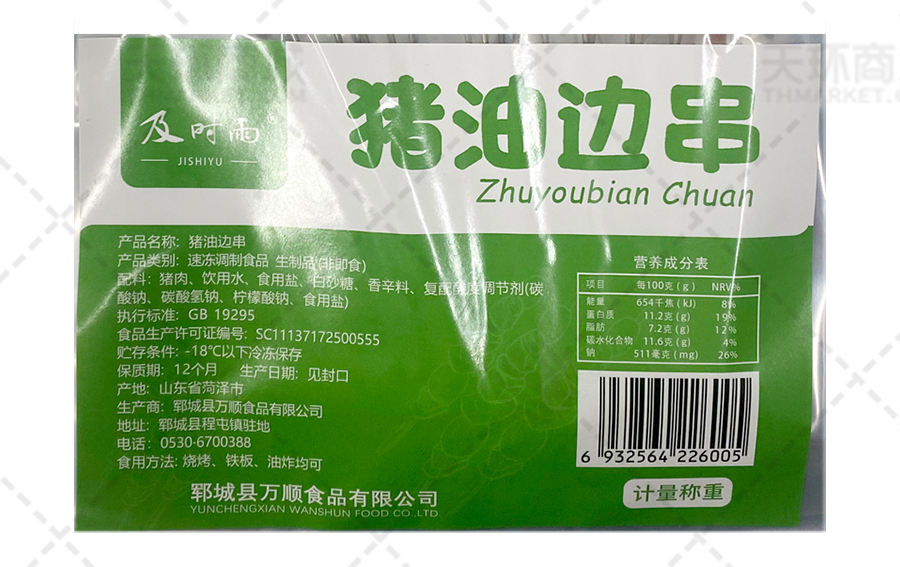 天环商
THMARKET.C
及时雨®
JISHIYU
猪油边串
Zhuyoubian Chuan
产品名称: 猪油边串
产品类别: 速冻调制食品 生制品(非即食)
配料: 猪肉、饮用水、食用盐、白砂糖、香辛料、复配酸度调节剂(碳
酸钠、碳酸氢钠、柠檬酸钠、食用盐)
执行标准: GB 19295
食品生产许可证编号: SC11137172500555
贮存条件: -18℃以下冷冻保存
保质期: 12个月 生产日期: 见封口
产地: 山东省菏泽市
生产商: 郓城县万顺食品有限公司
地址: 郓城县程屯镇驻地
电话: 0530-6700388
食用方法: 烧烤、铁板、油炸均可
郓城县万顺食品有限公司
YUNCHENGXIAN WANSHUN FOOD CO.,LTD.
营养成分表
项目 每100克(g) NRV%
能量 654千焦(kJ) 8%
蛋白质 11.2克(g) 19%
脂肪 7.2克(g) 12%
碳水化合物 11.6克(g) 4%
钠 511毫克(mg) 26%
6 932564 226005
计量称重